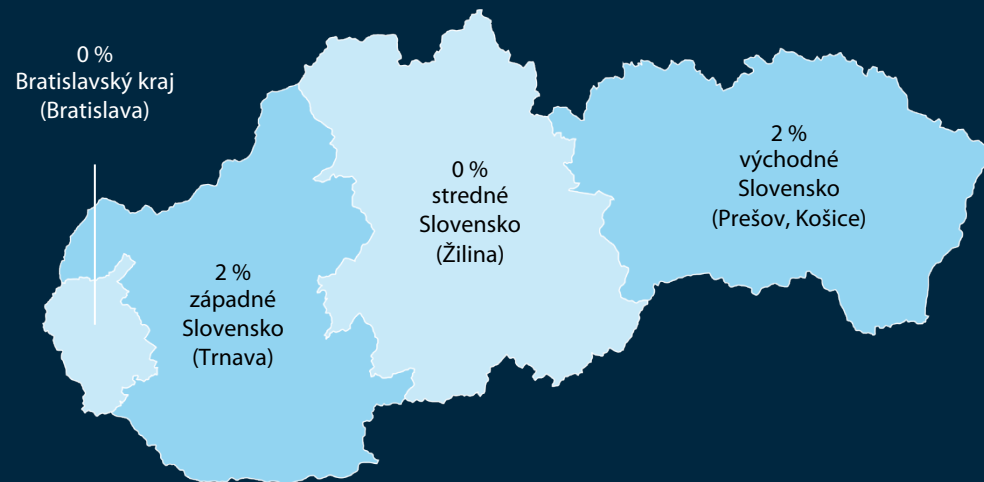 0 %
Bratislavský kraj
(Bratislava)
2 %
západné
Slovensko
(Trnava)
0 %
stredné
Slovensko
(Žilina)
2 %
východné
Slovensko
(Prešov, Košice)